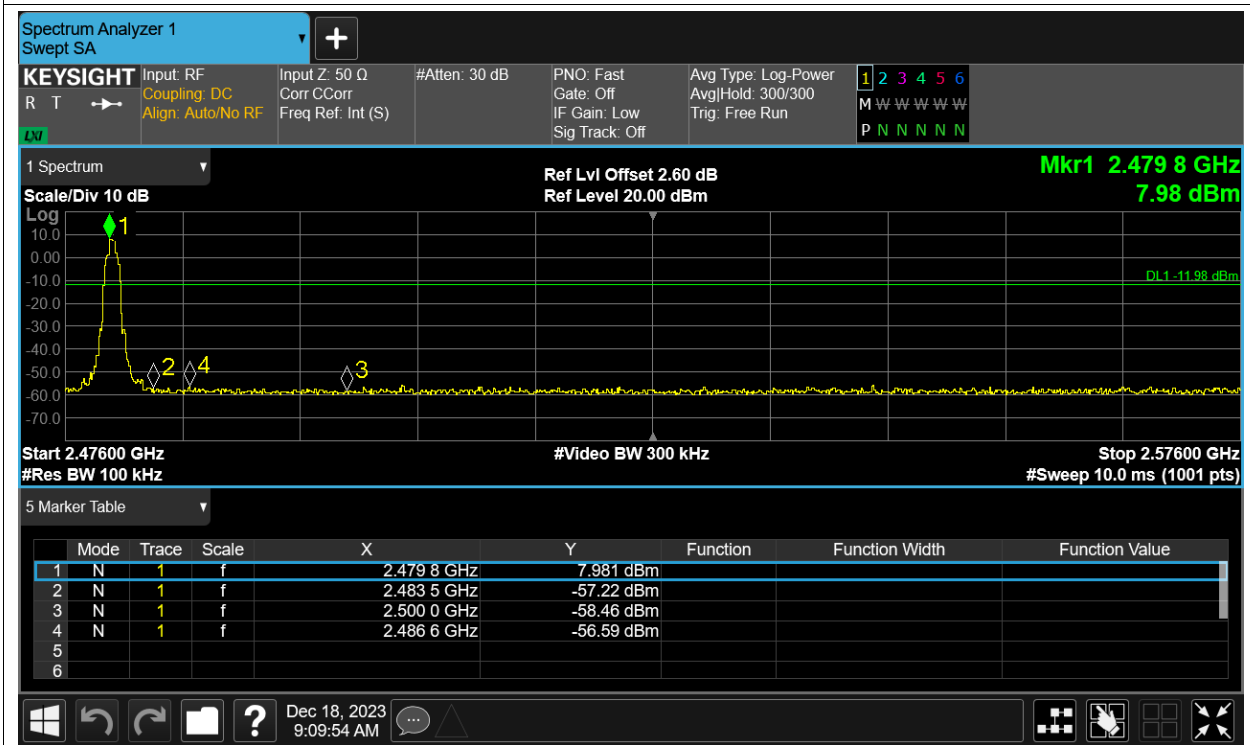 Spectrum Analyzer 1
Swept SA
KEYSIGHT Input: RF Input Z: 50 Ω #Atten: 30 dB PNO: Fast Avg Type: Log-Power 1 2 3 4 5 6
R T Coupling: DC Corr CCorr Gate: Off Avg|Hold: 300/300 M W W W W W
Align: Auto/No RF Freq Ref: Int (S) IF Gain: Low Trig: Free Run
LXI Sig Track: Off P N N N N N
1 Spectrum Ref Lvl Offset 2.60 dB Mkr1 2.479 8 GHz
Scale/Div 10 dB Ref Level 20.00 dBm 7.98 dBm
Log
1
10.0
0.00
-10.0 DL1 -11.98 dBm
-20.0
-30.0
-40.0
2 4 3
-50.0
-60.0
-70.0
Start 2.47600 GHz #Video BW 300 kHz Stop 2.57600 GHz
#Res BW 100 kHz #Sweep 10.0 ms (1001 pts)
5 Marker Table
Mode Trace Scale X Y Function Function Width Function Value
1 N 1 f 2.479 8 GHz 7.981 dBm
2 N 1 f 2.483 5 GHz -57.22 dBm
3 N 1 f 2.500 0 GHz -58.46 dBm
4 N 1 f 2.486 6 GHz -56.59 dBm
5
6
? Dec 18, 2023
9:09:54 AM